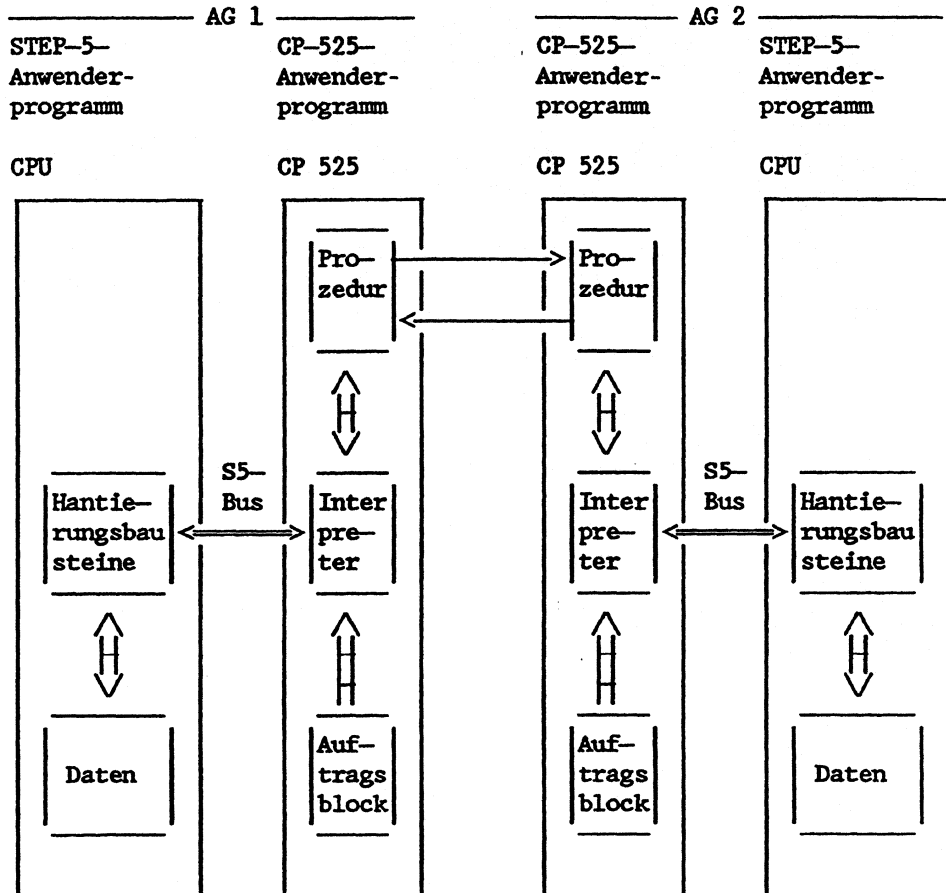 AG 1
AG 2
STEP—5—
Anwender-
programm
CP—525—
Anwender-
programm
CP—525—
Anwender-
programm
STEP—5—
Anwender-
programm
CPU
CP 525
CP 525
CPU
Pro—
zedur
Pro—
zedur
Hantie—
rungsbau
steine
S5—
Bus
Inter
pre—
ter
Inter
pre—
ter
S5—
Bus
Hantie—
rungsbau
steine
Daten
Auf—
trags
block
Auf—
trags
block
Daten